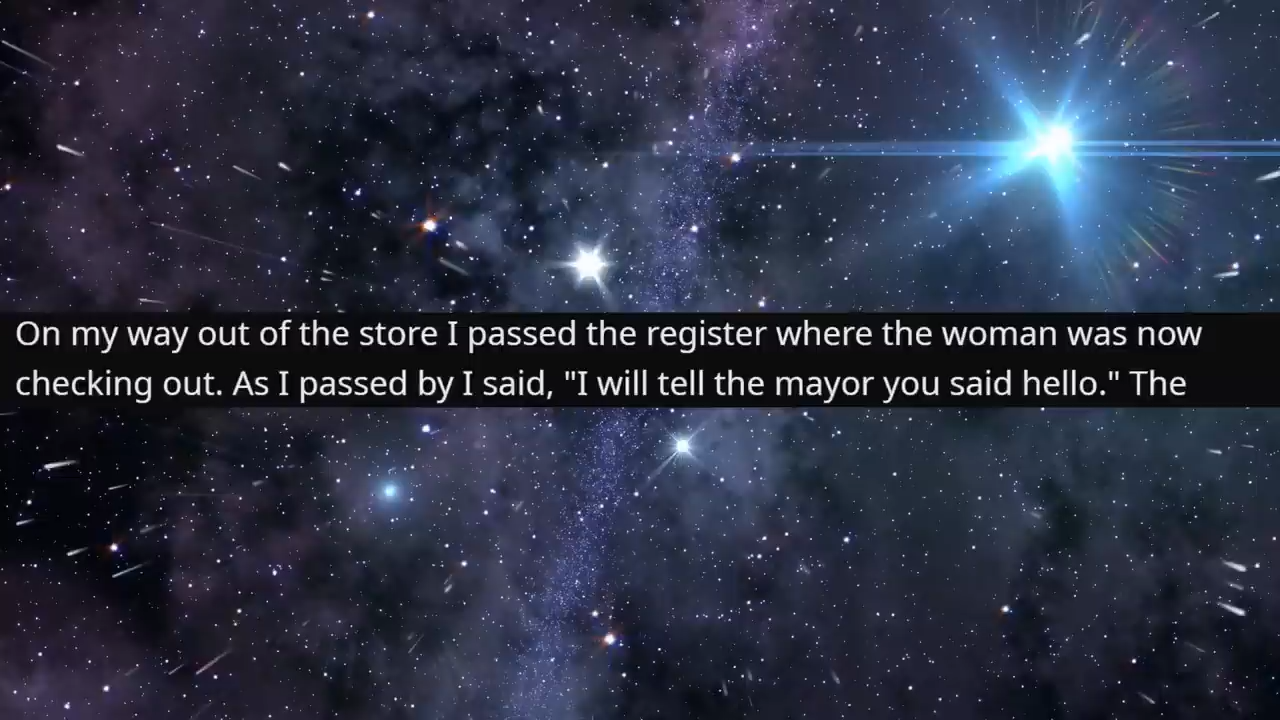 On my way out of the store I passed the register where the woman was now
checking out. As I passed by I said, "I will tell the mayor you said hello." The